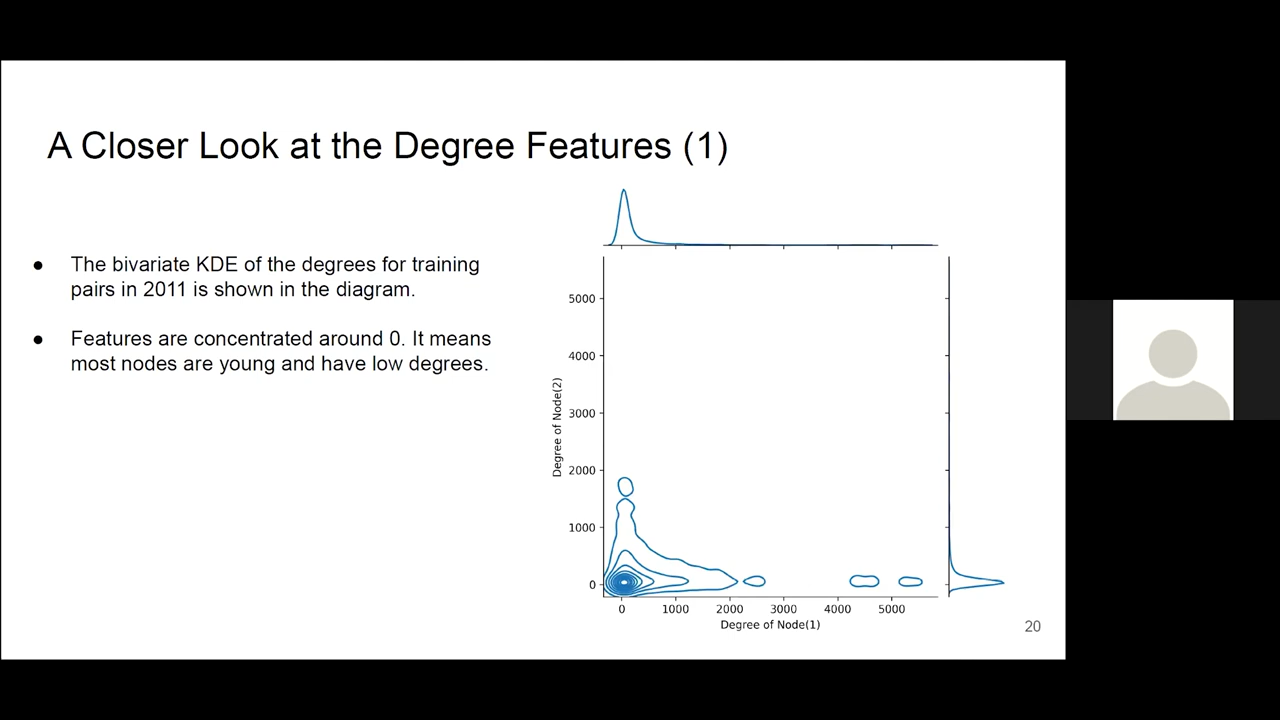 A Closer Look at the Degree Features (1)
● The bivariate KDE of the degrees for training
pairs in 2011 is shown in the diagram.
● Features are concentrated around 0. It means
most nodes are young and have low degrees.
5000
4000
3000
2000
1000
0
Degree of Node(2)
0 1000 2000 3000 4000 5000
Degree of Node(1)
20